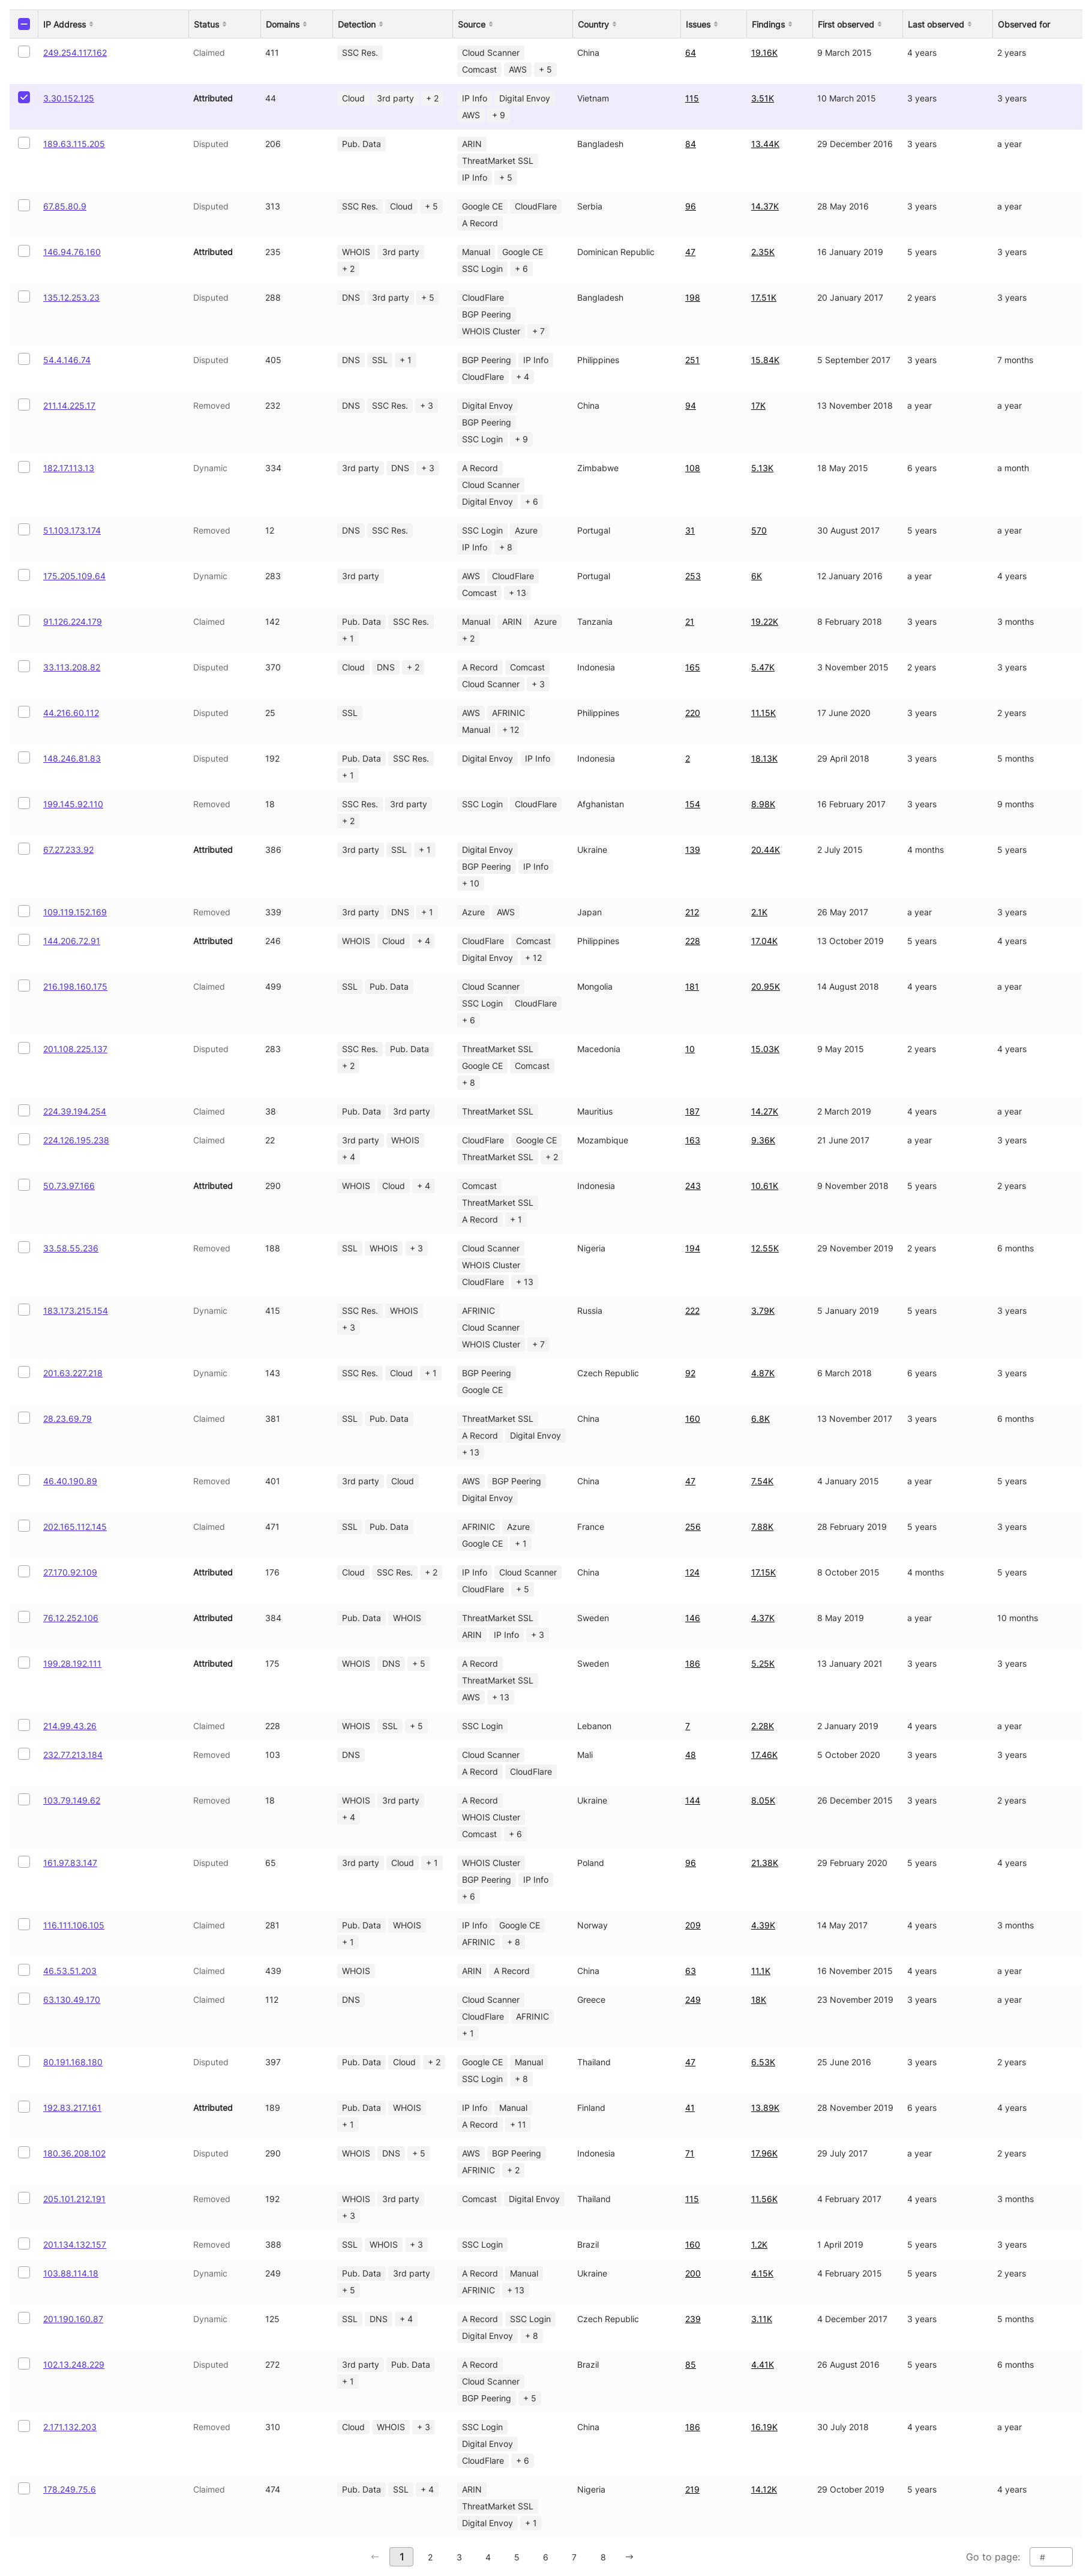 IP Address Status Domains Detection Source Country Issues Findings First observed Last observed Observed for
249.254.117.162 Claimed 411 SSC Res. Cloud Scanner China 64 19.16K 9 March 2015 4 years 2 years
Comcast AWS + 5
3.30.152.125 Attributed 44 Cloud 3rd party + 2 IP Info Digital Envoy Vietnam 115 3.51K 10 March 2015 3 years 3 years
AWS + 9
189.63.115.205 Disputed 206 Pub. Data ARIN Bangladesh 84 13.44K 29 December 2016 3 years a year
ThreatMarket SSL
IP Info + 5
67.85.80.9 Disputed 313 SSC Res. Cloud + 5 Google CE CloudFlare Serbia 96 14.37K 28 May 2016 3 years a year
A Record
146.94.76.160 Attributed 235 WHOIS 3rd party Manual Google CE Dominican Republic 47 2.35K 16 January 2019 5 years 3 years
+ 2 SSC Login + 6
135.12.253.23 Disputed 288 DNS 3rd party + 5 CloudFlare Bangladesh 198 17.51K 20 January 2017 2 years 3 years
BGP Peering
WHOIS Cluster + 7
54.4.146.74 Disputed 405 DNS SSL + 1 BGP Peering IP Info Philippines 251 15.84K 5 September 2017 3 years 7 months
CloudFlare + 4
211.14.225.17 Removed 232 DNS SSC Res. + 3 Digital Envoy China 94 17K 13 November 2018 a year a year
BGP Peering
SSC Login + 9
182.17.113.13 Dynamic 334 3rd party DNS + 3 A Record Zimbabwe 108 5.13K 18 May 2015 6 years a month
Cloud Scanner
Digital Envoy + 6
51.103.173.174 Removed 12 DNS SSC Res. SSC Login Azure Portugal 31 570 30 August 2017 5 years a year
IP Info + 8
175.205.109.64 Dynamic 283 3rd party AWS CloudFlare Portugal 253 6K 12 January 2016 a year 4 years
Comcast + 13
91.126.224.179 Claimed 142 Pub. Data SSC Res. Manual ARIN Azure Tanzania 21 19.22K 8 February 2018 3 years 3 months
+ 1 + 2
33.113.208.82 Disputed 370 Cloud DNS + 2 A Record Comcast Indonesia 165 5.47K 3 November 2015 2 years 3 years
Cloud Scanner + 3
44.216.60.112 Disputed 25 SSL AWS AFRINIC Philippines 220 11.15K 17 June 2020 3 years 2 years
Manual + 12
148.246.81.83 Disputed 192 Pub. Data SSC Res. Digital Envoy IP Info Indonesia 2 18.13K 29 April 2018 3 years 5 months
+ 1
199.145.92.110 Removed 18 SSC Res. 3rd party SSC Login CloudFlare Afghanistan 154 8.98K 16 February 2017 3 years 9 months
+ 2
67.27.233.92 Attributed 386 3rd party SSL + 1 Digital Envoy Ukraine 139 20.44K 2 July 2015 4 months 5 years
BGP Peering IP Info
+ 10
109.119.152.169 Removed 339 3rd party DNS + 1 Azure AWS Japan 212 2.1K 26 May 2017 a year 3 years
144.206.72.91 Attributed 246 WHOIS Cloud + 4 CloudFlare Comcast Philippines 228 17.04K 13 October 2019 5 years 4 years
Digital Envoy + 12
216.198.160.175 Claimed 499 SSL Pub. Data Cloud Scanner Mongolia 181 20.95K 14 August 2018 4 years a year
SSC Login CloudFlare
+ 6
201.108.225.137 Disputed 283 SSC Res. Pub. Data ThreatMarket SSL Macedonia 10 15.03K 9 May 2015 2 years 4 years
+ 2 Google CE Comcast
+ 8
224.39.194.254 Claimed 38 Pub. Data 3rd party ThreatMarket SSL Mauritius 187 14.27K 2 March 2019 4 years a year
224.126.195.238 Claimed 22 3rd party WHOIS CloudFlare Google CE Mozambique 163 9.36K 21 June 2017 a year 3 years
+ 4 ThreatMarket SSL + 2
50.73.97.166 Attributed 290 WHOIS Cloud + 4 Comcast Indonesia 243 10.61K 9 November 2018 5 years 2 years
ThreatMarket SSL
A Record + 1
33.58.55.236 Removed 188 SSL WHOIS + 3 Cloud Scanner Nigeria 194 12.55K 29 November 2019 2 years 6 months
WHOIS Cluster
CloudFlare + 13
183.173.215.154 Dynamic 415 SSC Res. WHOIS AFRINIC Russia 222 3.79K 5 January 2019 5 years 3 years
+ 3 Cloud Scanner
WHOIS Cluster + 7
201.63.227.218 Dynamic 143 SSC Res. Cloud + 1 BGP Peering Czech Republic 92 4.87K 6 March 2018 6 years 3 years
Google CE
28.23.69.79 Claimed 381 SSL Pub. Data ThreatMarket SSL China 160 6.8K 13 November 2017 3 years 6 months
A Record Digital Envoy
+ 13
46.40.190.89 Removed 401 3rd party Cloud AWS BGP Peering China 47 7.54K 4 January 2015 a year 5 years
Digital Envoy
202.165.112.145 Claimed 471 SSL Pub. Data AFRINIC Azure France 256 7.88K 28 February 2019 5 years 3 years
Google CE + 1
27.170.92.109 Attributed 176 Cloud SSC Res. + 2 IP Info Cloud Scanner China 124 17.15K 8 October 2015 4 months 5 years
CloudFlare + 5
76.12.252.106 Attributed 384 Pub. Data WHOIS ThreatMarket SSL Sweden 146 4.37K 8 May 2019 a year 10 months
ARIN IP Info + 3
199.28.192.111 Attributed 175 WHOIS DNS + 5 A Record Sweden 186 5.25K 13 January 2021 3 years 3 years
ThreatMarket SSL
AWS + 13
214.99.43.26 Claimed 228 WHOIS SSL + 5 SSC Login Lebanon 7 2.28K 2 January 2019 4 years a year
232.77.213.184 Removed 103 DNS Cloud Scanner Mali 48 17.46K 5 October 2020 3 years 3 years
A Record CloudFlare
103.79.149.62 Removed 18 WHOIS 3rd party A Record Ukraine 144 8.05K 26 December 2015 3 years 2 years
+ 4 WHOIS Cluster
Comcast + 6
161.97.83.147 Disputed 65 3rd party Cloud + 1 WHOIS Cluster Poland 96 21.38K 29 February 2020 5 years 4 years
BGP Peering IP Info
+ 6
116.111.106.105 Claimed 281 Pub. Data WHOIS IP Info Google CE Norway 209 4.39K 14 May 2017 4 years 3 months
+ 1 AFRINIC + 8
46.53.51.203 Claimed 439 WHOIS ARIN A Record China 63 11.1K 16 November 2015 4 years a year
63.130.49.170 Claimed 112 DNS Cloud Scanner Greece 249 18K 23 November 2019 3 years a year
CloudFlare AFRINIC
+ 1
80.191.168.180 Disputed 397 Pub. Data Cloud + 2 Google CE Manual Thailand 47 6.53K 25 June 2016 3 years 2 years
SSC Login + 8
192.83.217.161 Attributed 189 Pub. Data WHOIS IP Info Manual Finland 41 13.89K 28 November 2019 6 years 4 years
+ 1 A Record + 11
180.36.208.102 Disputed 290 WHOIS DNS + 5 AWS BGP Peering Indonesia 71 17.96K 29 July 2017 a year 2 years
AFRINIC + 2
205.101.212.191 Removed 192 WHOIS 3rd party Comcast Digital Envoy Thailand 115 11.56K 4 February 2017 4 years 3 months
+ 3
201.134.132.157 Removed 388 SSL WHOIS + 3 SSC Login Brazil 160 1.2K 1 April 2019 5 years 3 years
103.88.114.18 Dynamic 249 Pub. Data 3rd party A Record Manual Ukraine 200 4.15K 4 February 2015 5 years 2 years
+ 5 AFRINIC + 13
201.190.160.87 Dynamic 125 SSL DNS + 4 A Record SSC Login Czech Republic 239 3.11K 4 December 2017 3 years 5 months
Digital Envoy + 8
102.13.248.229 Disputed 272 3rd party Pub. Data A Record Brazil 85 4.41K 26 August 2016 5 years 6 months
+ 1 Cloud Scanner
BGP Peering + 5
2.171.132.203 Removed 310 Cloud WHOIS + 3 SSC Login China 186 16.19K 30 July 2018 4 years a year
Digital Envoy
CloudFlare + 6
178.249.75.6 Claimed 474 Pub. Data SSL + 4 ARIN Nigeria 219 14.12K 29 October 2019 5 years 4 years
ThreatMarket SSL
Digital Envoy + 1
← 1 2 3 4 5 6 7 8 → Go to page: #